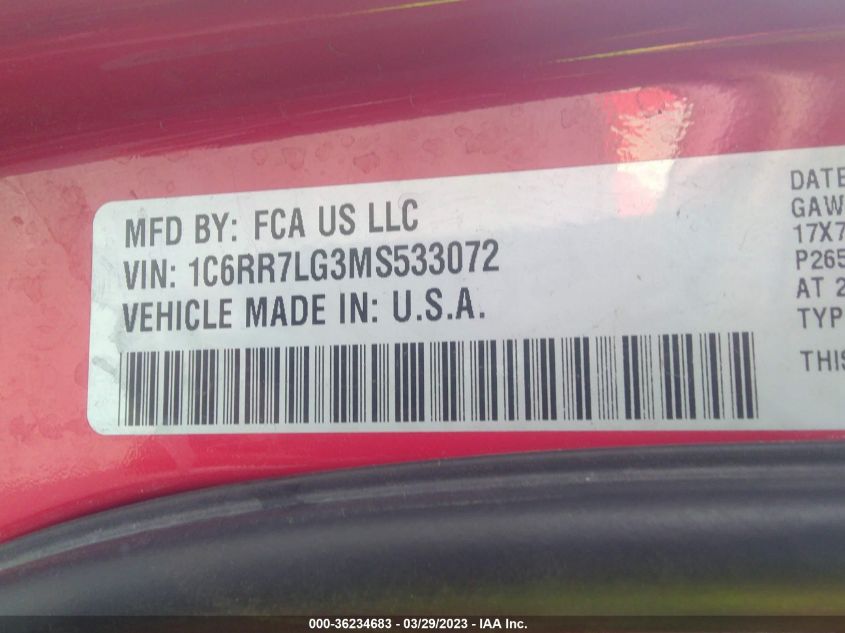 MFD BY: FCA US LLC
VIN: 1C6RR7LG3MS533072
VEHICLE MADE IN: U.S.A.
DATE
GAW
17X7
P265
AT 2
TYP
THIS
000-36234683 - 03/29/2023 - IAA Inc.